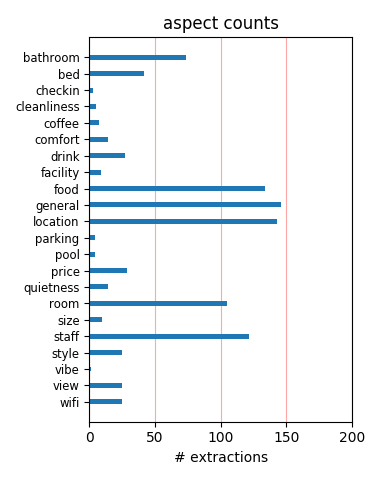 aspect counts
bathroom
bed
checkin
cleanliness
coffee
comfort
drink
facility
food
general
location
parking
pool
price
quietness
room
size
staff
style
vibe
view
wifi
0 50 100 150 200
# extractions